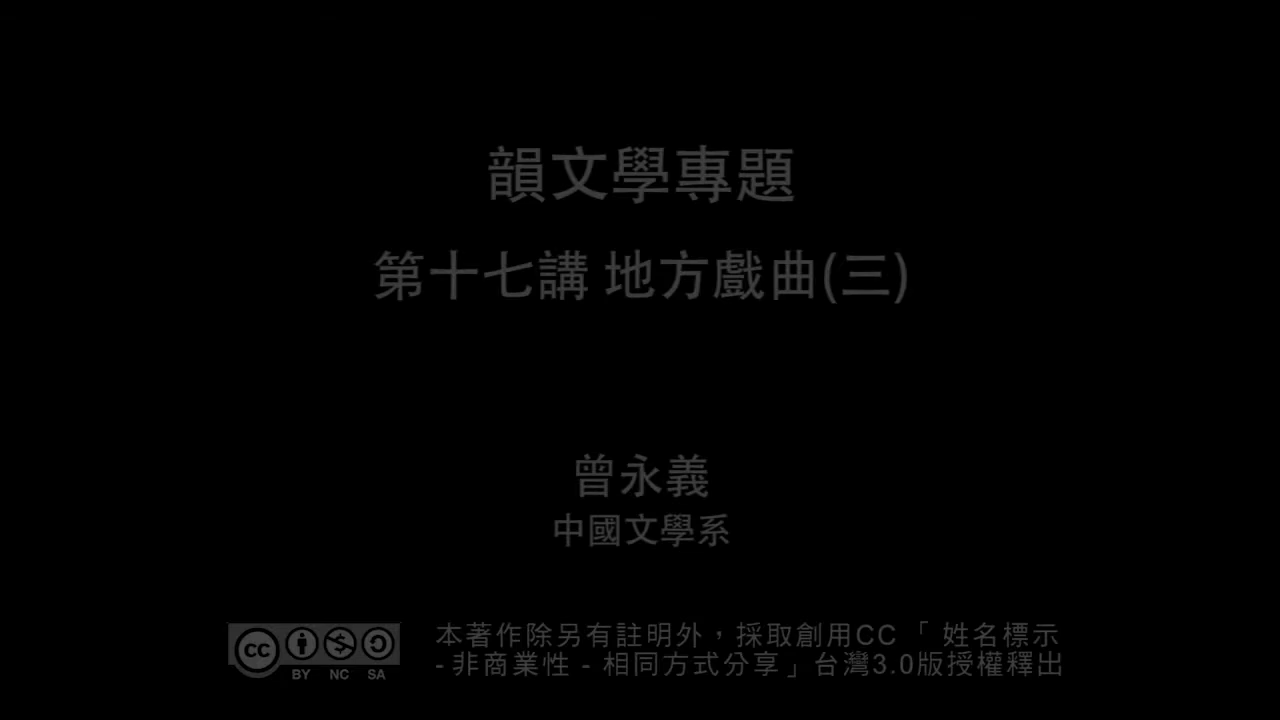 韻文學專題
第十七講 地方戲曲(三)
曾永義
中國文學系
cc
BY NC SA
本著作除另有註明外，採取創用CC「 姓名標示
- 非商業性 - 相同方式分享」台灣3.0版授權釋出